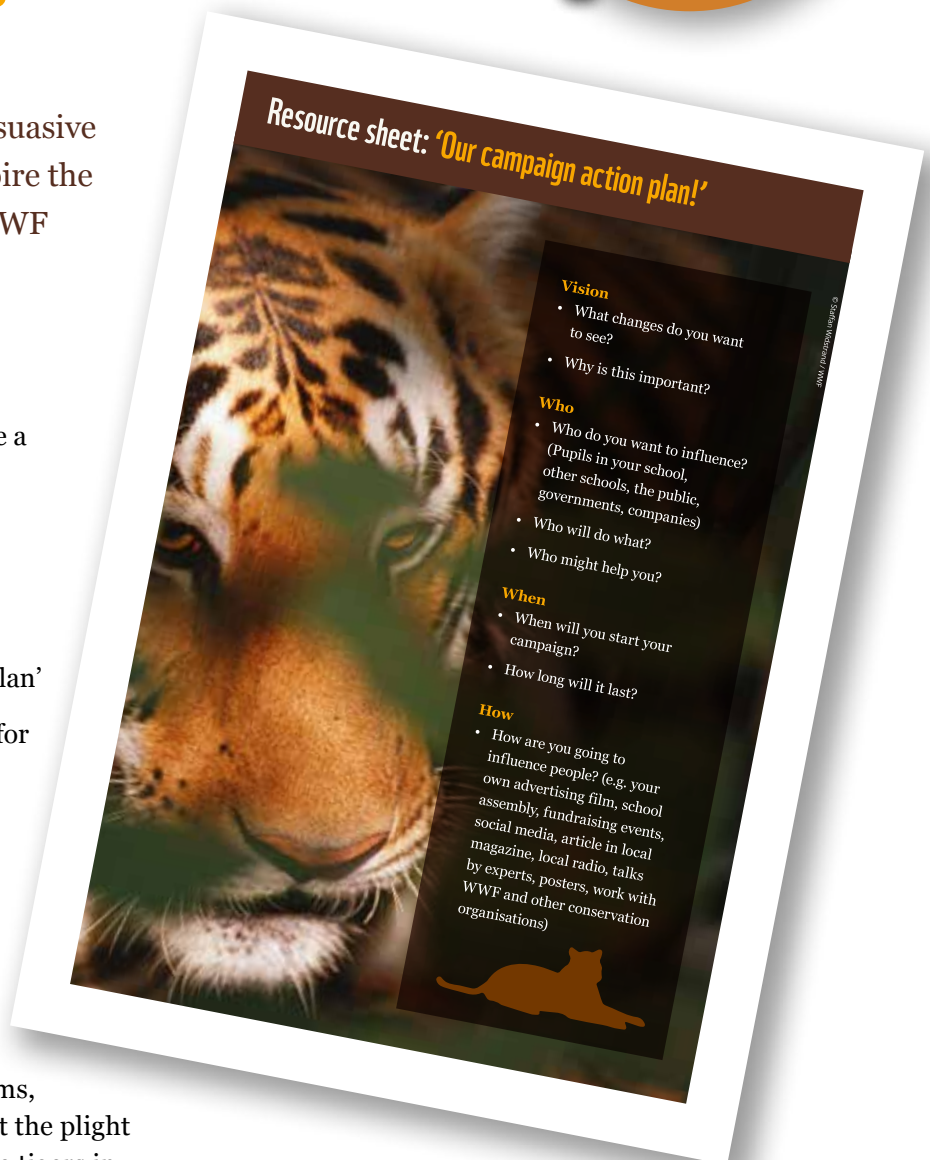 suasive
ire the
WF
e a
lan’
for
ms,
t the plight
Resource sheet: ‘Our campaign action plan!’
Vision
• What changes do you want
to see?
• Why is this important?
Who
• Who do you want to influence?
(Pupils in your school,
other schools, the public,
governments, companies)
• Who will do what?
• Who might help you?
When
• When will you start your
campaign?
• How long will it last?
How
• How are you going to
influence people? (e.g. your
own advertising film, school
assembly, fundraising events,
social media, article in local
magazine, local radio, talks
by experts, posters, work with
WWF and other conservation
organisations)
© Staffan Widstrand / WWF